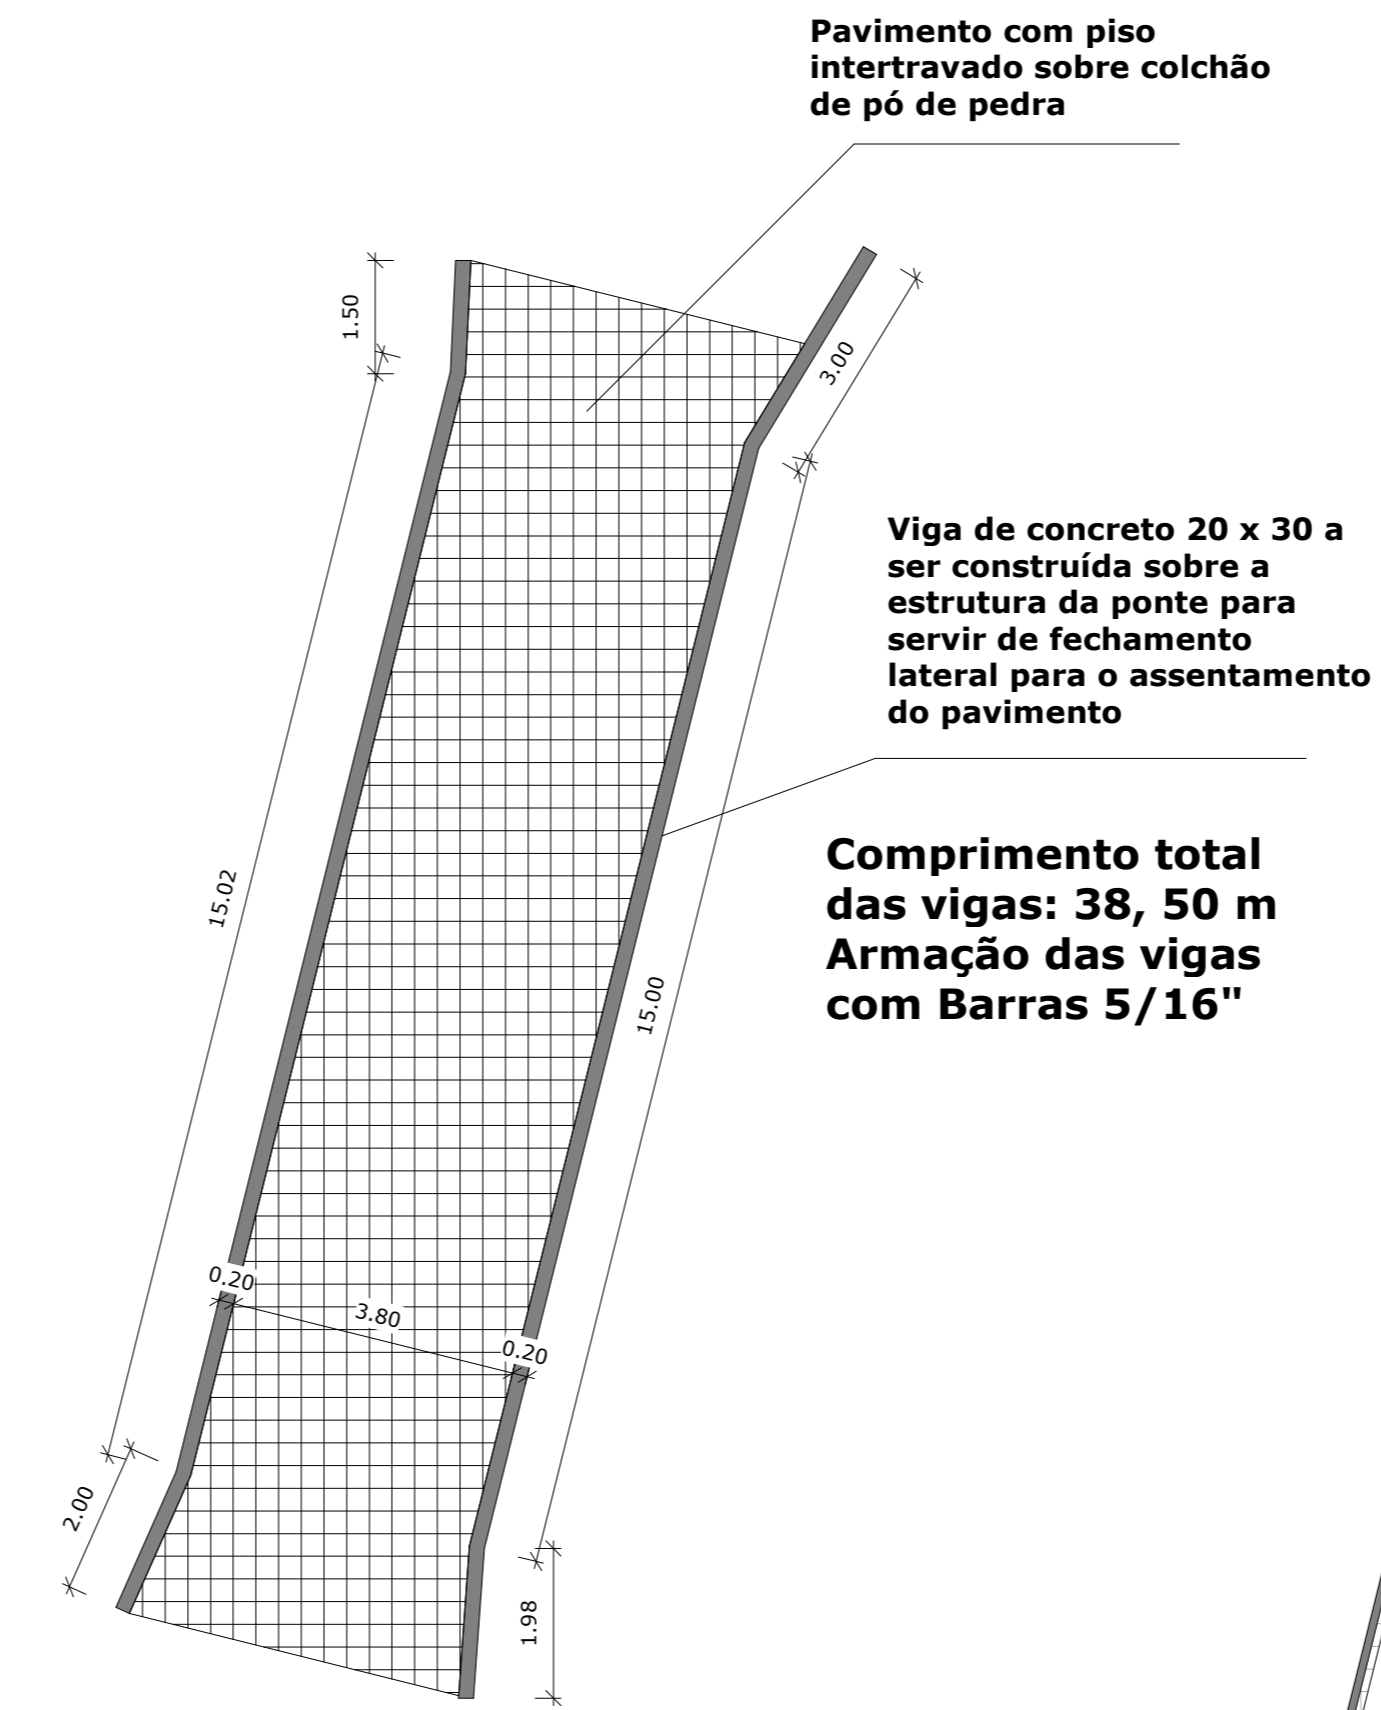 Pavimento com piso
intertravado sobre colchão
de pó de pedra
1.50
3.00
Viga de concreto 20 x 30 a
ser construída sobre a
estrutura da ponte para
servir de fechamento
lateral para o assentamento
do pavimento
Comprimento total
das vigas: 38, 50 m
Armação das vigas
com Barras 5/16"
15.02
15.00
0.20
3.80
0.20
2.00
1.98